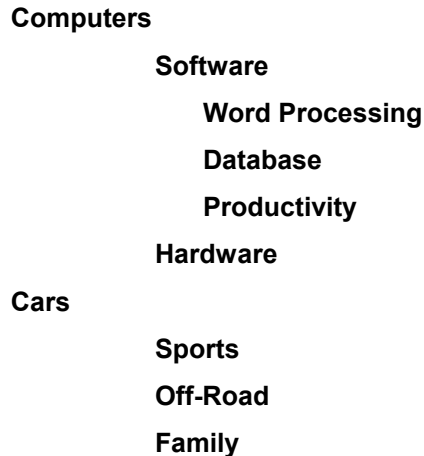 Computers
Software
Word Processing
Database
Productivity
Hardware
Cars
Sports
Off-Road
Family